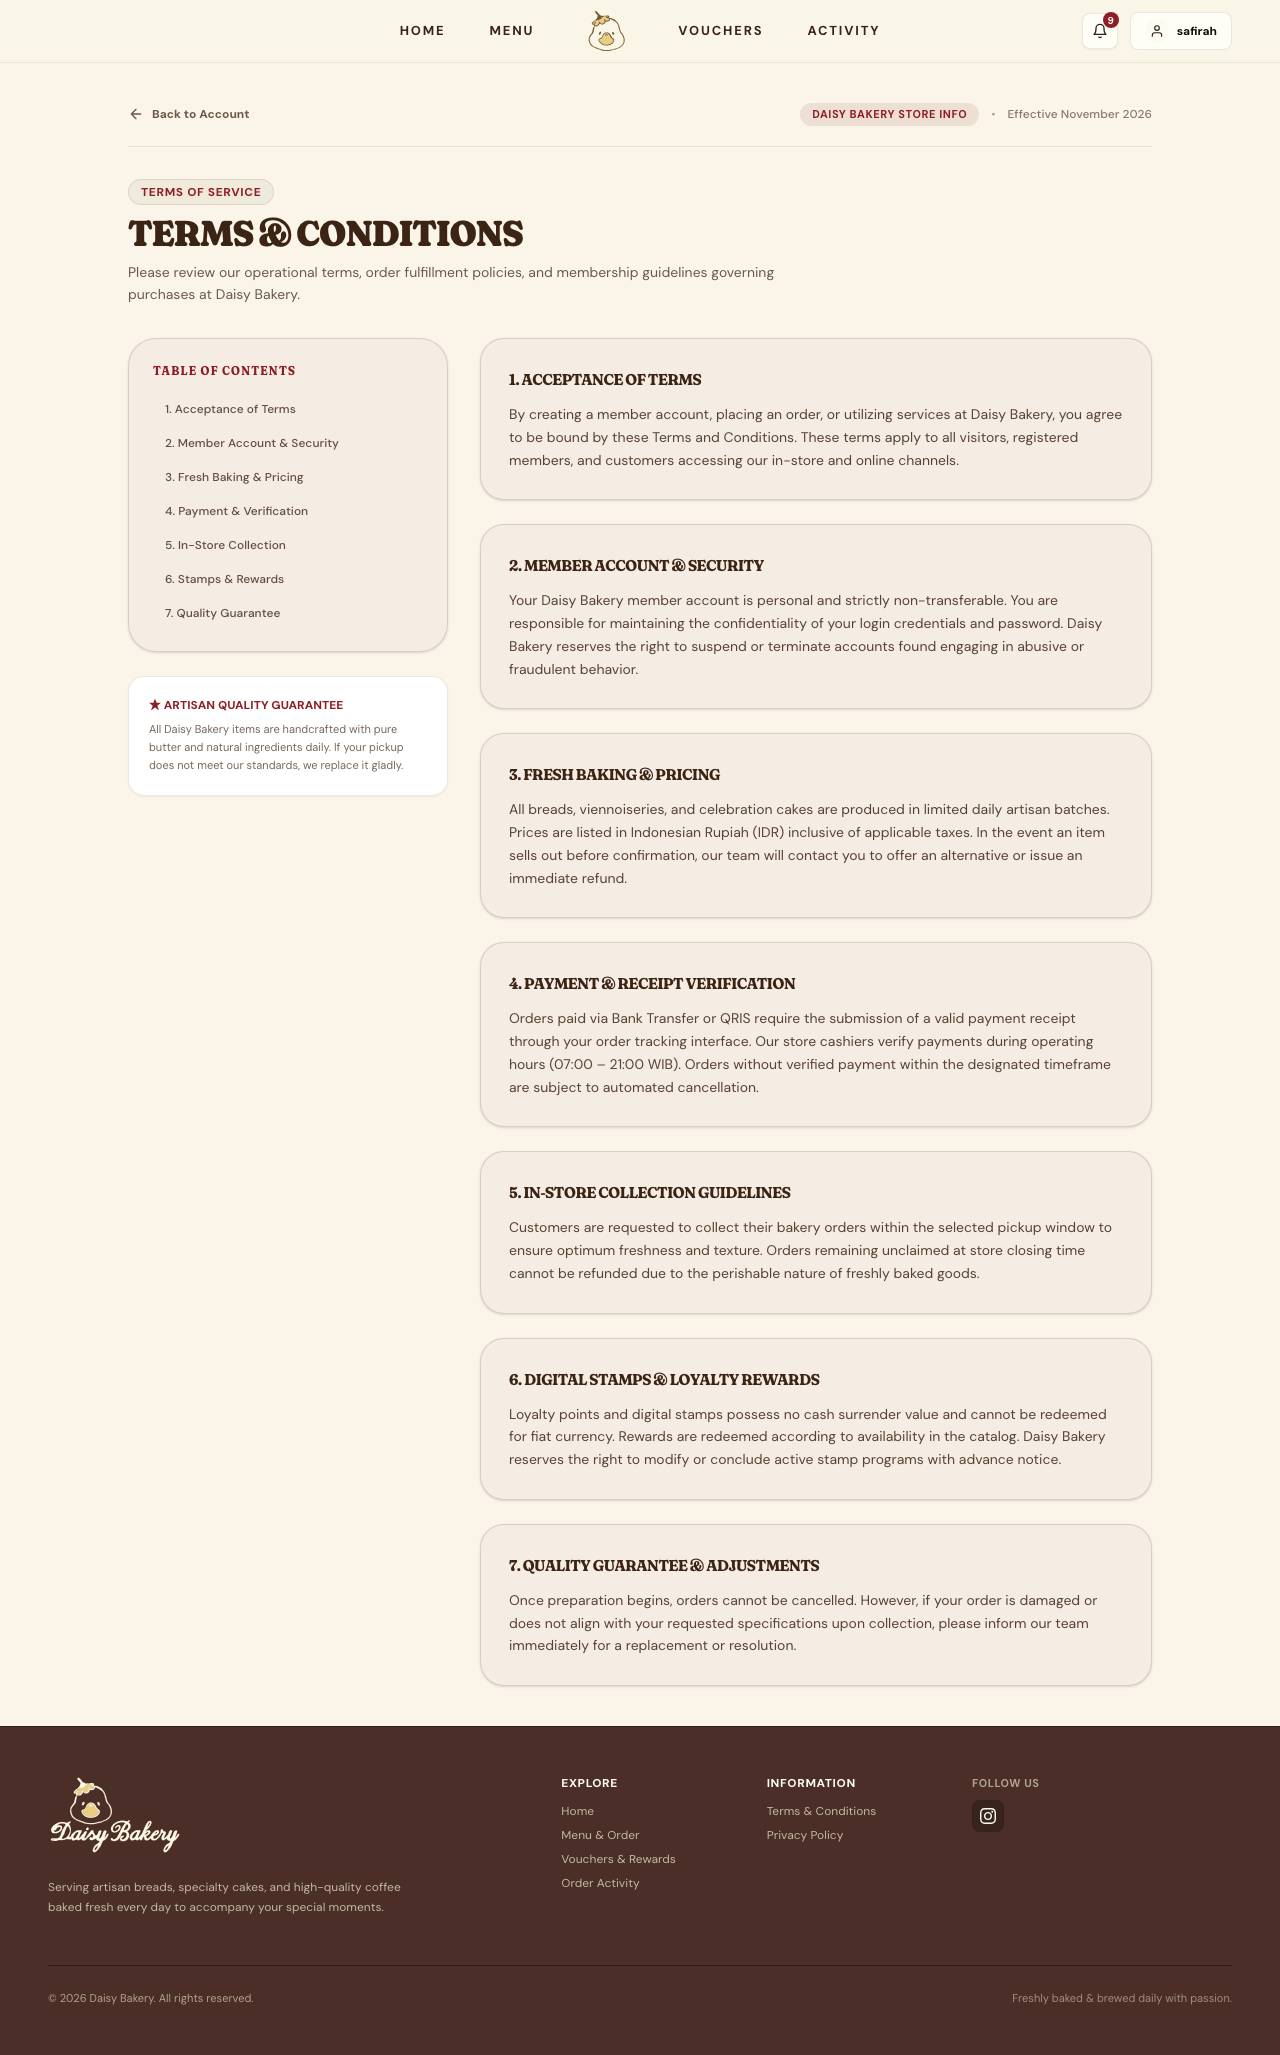 HOME
MENU
VOUCHERS
ACTIVITY
9
safirah
Back to Account
DAISY BAKERY STORE INFO
•
Effective November 2026
TERMS OF SERVICE
TERMS & CONDITIONS
Please review our operational terms, order fulfillment policies, and membership guidelines governing
purchases at Daisy Bakery.
TABLE OF CONTENTS
1. Acceptance of Terms
2. Member Account & Security
3. Fresh Baking & Pricing
4. Payment & Verification
5. In-Store Collection
6. Stamps & Rewards
7. Quality Guarantee
★ ARTISAN QUALITY GUARANTEE
All Daisy Bakery items are handcrafted with pure
butter and natural ingredients daily. If your pickup
does not meet our standards, we replace it gladly.
1. ACCEPTANCE OF TERMS
By creating a member account, placing an order, or utilizing services at Daisy Bakery, you agree
to be bound by these Terms and Conditions. These terms apply to all visitors, registered
members, and customers accessing our in-store and online channels.
2. MEMBER ACCOUNT & SECURITY
Your Daisy Bakery member account is personal and strictly non-transferable. You are
responsible for maintaining the confidentiality of your login credentials and password. Daisy
Bakery reserves the right to suspend or terminate accounts found engaging in abusive or
fraudulent behavior.
3. FRESH BAKING & PRICING
All breads, viennoiseries, and celebration cakes are produced in limited daily artisan batches.
Prices are listed in Indonesian Rupiah (IDR) inclusive of applicable taxes. In the event an item
sells out before confirmation, our team will contact you to offer an alternative or issue an
immediate refund.
4. PAYMENT & RECEIPT VERIFICATION
Orders paid via Bank Transfer or QRIS require the submission of a valid payment receipt
through your order tracking interface. Our store cashiers verify payments during operating
hours (07:00 – 21:00 WIB). Orders without verified payment within the designated timeframe
are subject to automated cancellation.
5. IN-STORE COLLECTION GUIDELINES
Customers are requested to collect their bakery orders within the selected pickup window to
ensure optimum freshness and texture. Orders remaining unclaimed at store closing time
cannot be refunded due to the perishable nature of freshly baked goods.
6. DIGITAL STAMPS & LOYALTY REWARDS
Loyalty points and digital stamps possess no cash surrender value and cannot be redeemed
for fiat currency. Rewards are redeemed according to availability in the catalog. Daisy Bakery
reserves the right to modify or conclude active stamp programs with advance notice.
7. QUALITY GUARANTEE & ADJUSTMENTS
Once preparation begins, orders cannot be cancelled. However, if your order is damaged or
does not align with your requested specifications upon collection, please inform our team
immediately for a replacement or resolution.
Daisy Bakery
Serving artisan breads, specialty cakes, and high-quality coffee
baked fresh every day to accompany your special moments.
EXPLORE
Home
Menu & Order
Vouchers & Rewards
Order Activity
INFORMATION
Terms & Conditions
Privacy Policy
FOLLOW US
© 2026 Daisy Bakery. All rights reserved.
Freshly baked & brewed daily with passion.